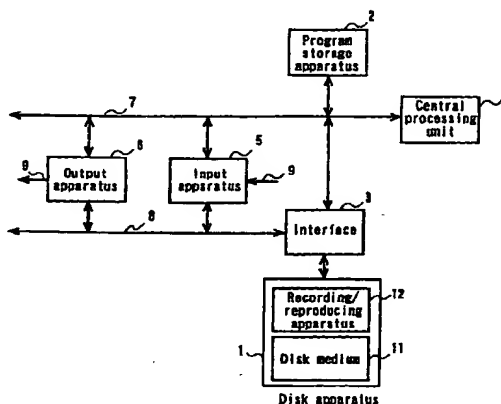 2
Program
storage
apparatus
7
Central
processing
unit
6
Output
apparatus
5
Input
apparatus
9
9
8
3
Interface
Recording/
reproducing
apparatus
12
1
Disk medium
11
Disk apparatus